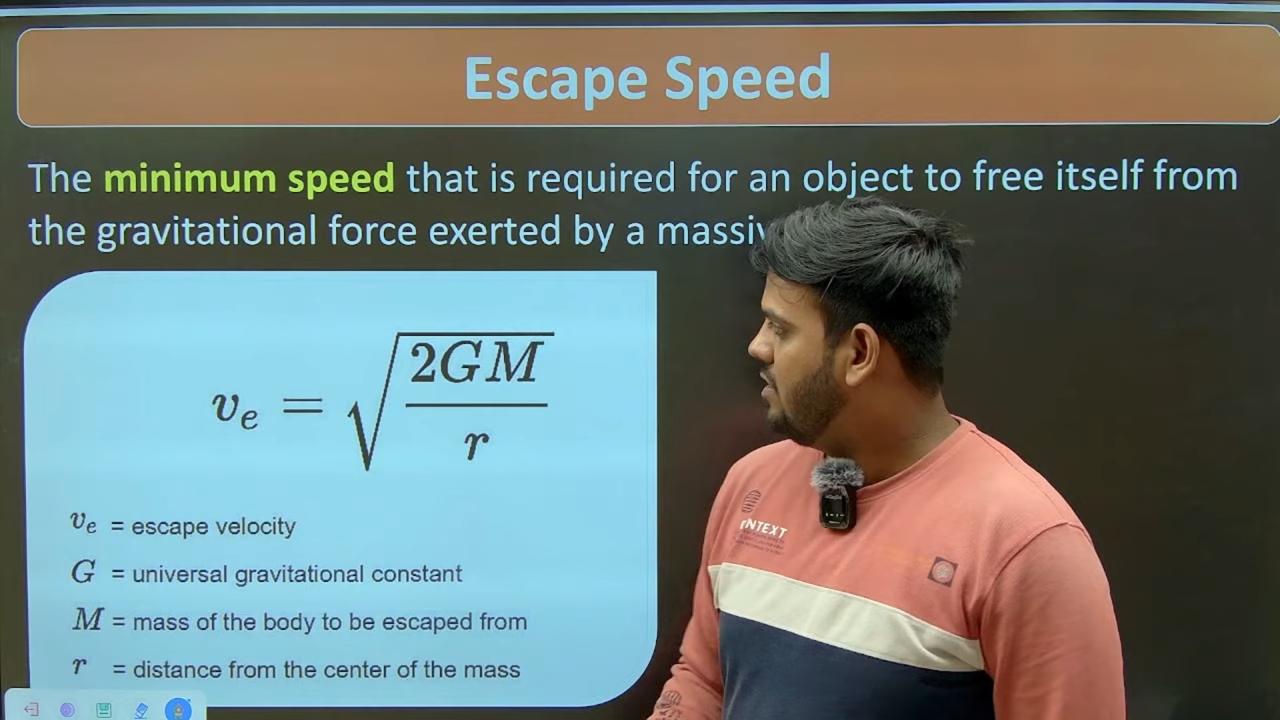 Escape Speed
The minimum speed that is required for an object to free itself from
the gravitational force exerted by a
v_e = √(2GM/r)
v_e = escape velocity
G = universal gravitational constant
M = mass of the body to be escaped from
r = distance from the center of the mass